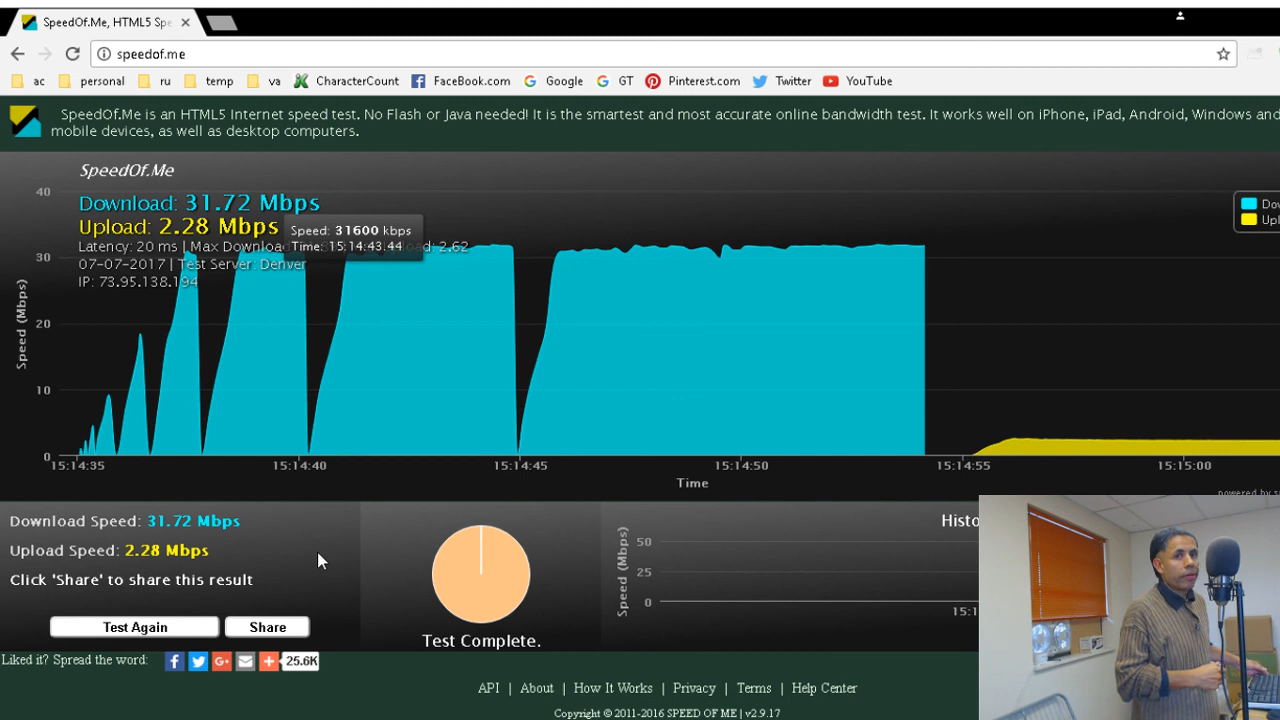 SpeedOf.Me, HTML5 Spe
speedof.me
ac personal ru temp va CharacterCount FaceBook.com Google GT Pinterest.com Twitter YouTube
SpeedOf.Me is an HTML5 Internet speed test. No Flash or Java needed! It is the smartest and most accurate online bandwidth test. It works well on iPhone, iPad, Android, Windows and
mobile devices, as well as desktop computers.
SpeedOf.Me
40
Download: 31.72 Mbps
Dow
Upload: 2.28 Mbps
Upl
Speed: 31600 kbps
Time: 15:14:43.44
Latency: 20 ms | Max Download: 2.62
07-07-2017 | Test Server: Denver
IP: 73.95.138.194
30
20
10
0
Speed (Mbps)
15:14:35 15:14:40 15:14:45 15:14:50 15:14:55 15:15:00
Time
powered by
Download Speed: 31.72 Mbps
Upload Speed: 2.28 Mbps
Click 'Share' to share this result
Test Again Share
Test Complete.
Histo
Speed (Mbps)
50
25
0
15:1
Liked it? Spread the word: 25.6K
API | About | How It Works | Privacy | Terms | Help Center
Copyright © 2011-2016 SPEED OF ME | v2.9.17